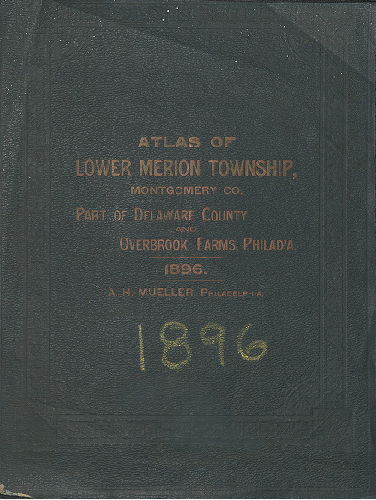 ATLAS OF
LOWER MERION TOWNSHIP,
MONTGOMERY CO.
PART OF DELAWARE COUNTY
AND
OVERBROOK FARMS, PHILAD'A.
1896.
A. H. MUELLER PHILADELPHIA.
1896